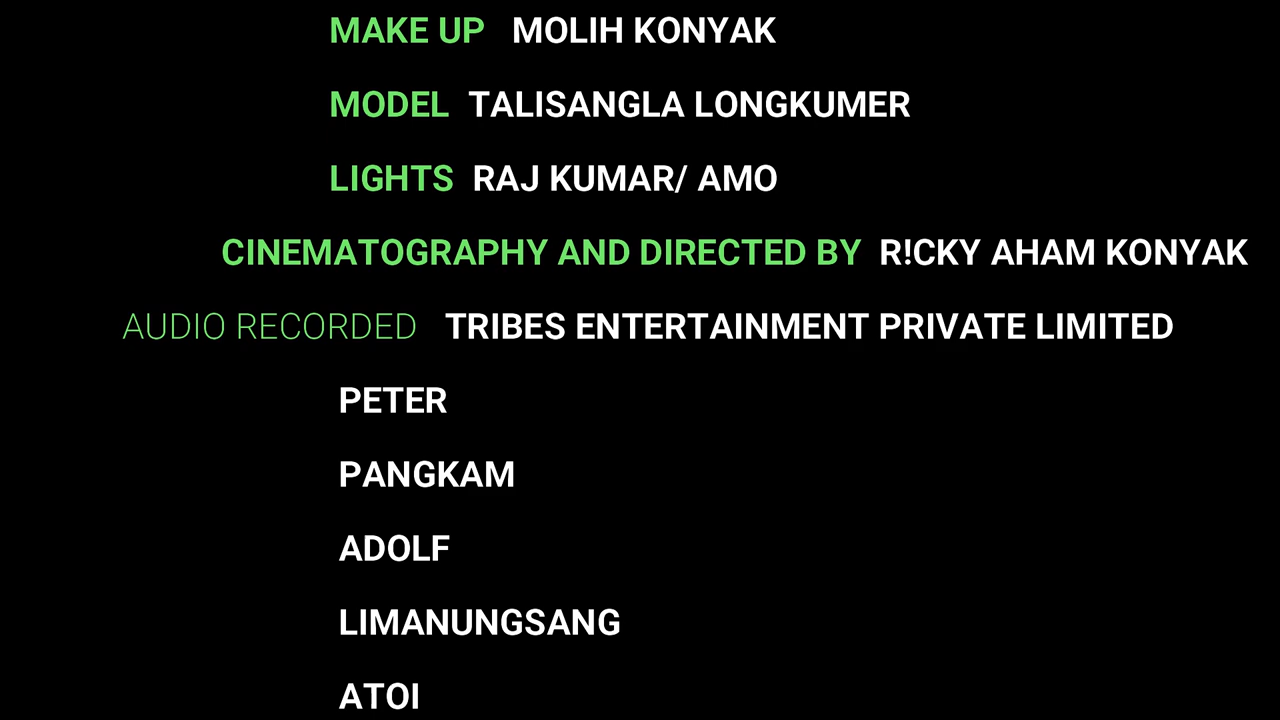 MAKE UP MOLIH KONYAK
MODEL TALISANGLA LONGKUMER
LIGHTS RAJ KUMAR/ AMO
CINEMATOGRAPHY AND DIRECTED BY R!CKY AHAM KONYAK
AUDIO RECORDED TRIBES ENTERTAINMENT PRIVATE LIMITED
PETER
PANGKAM
ADOLF
LIMANUNGSANG
ATOI